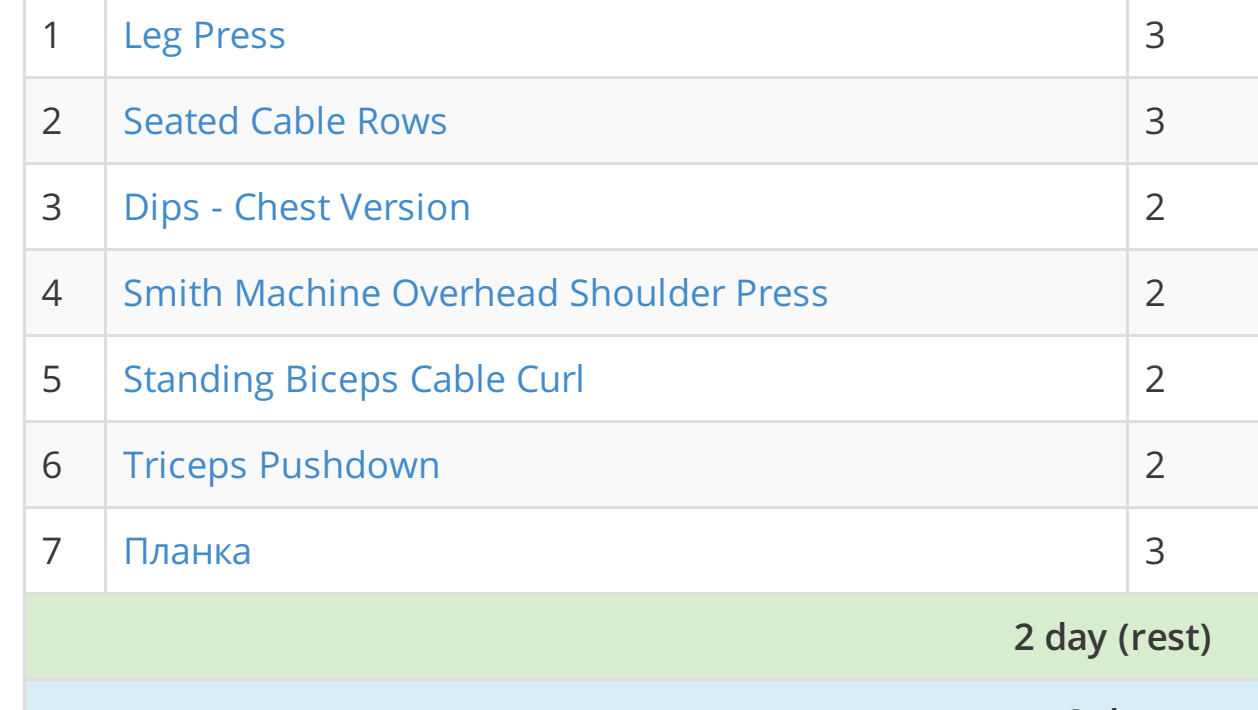 1 Leg Press 3
2 Seated Cable Rows 3
3 Dips - Chest Version 2
4 Smith Machine Overhead Shoulder Press 2
5 Standing Biceps Cable Curl 2
6 Triceps Pushdown 2
7 Планка 3
2 day (rest)